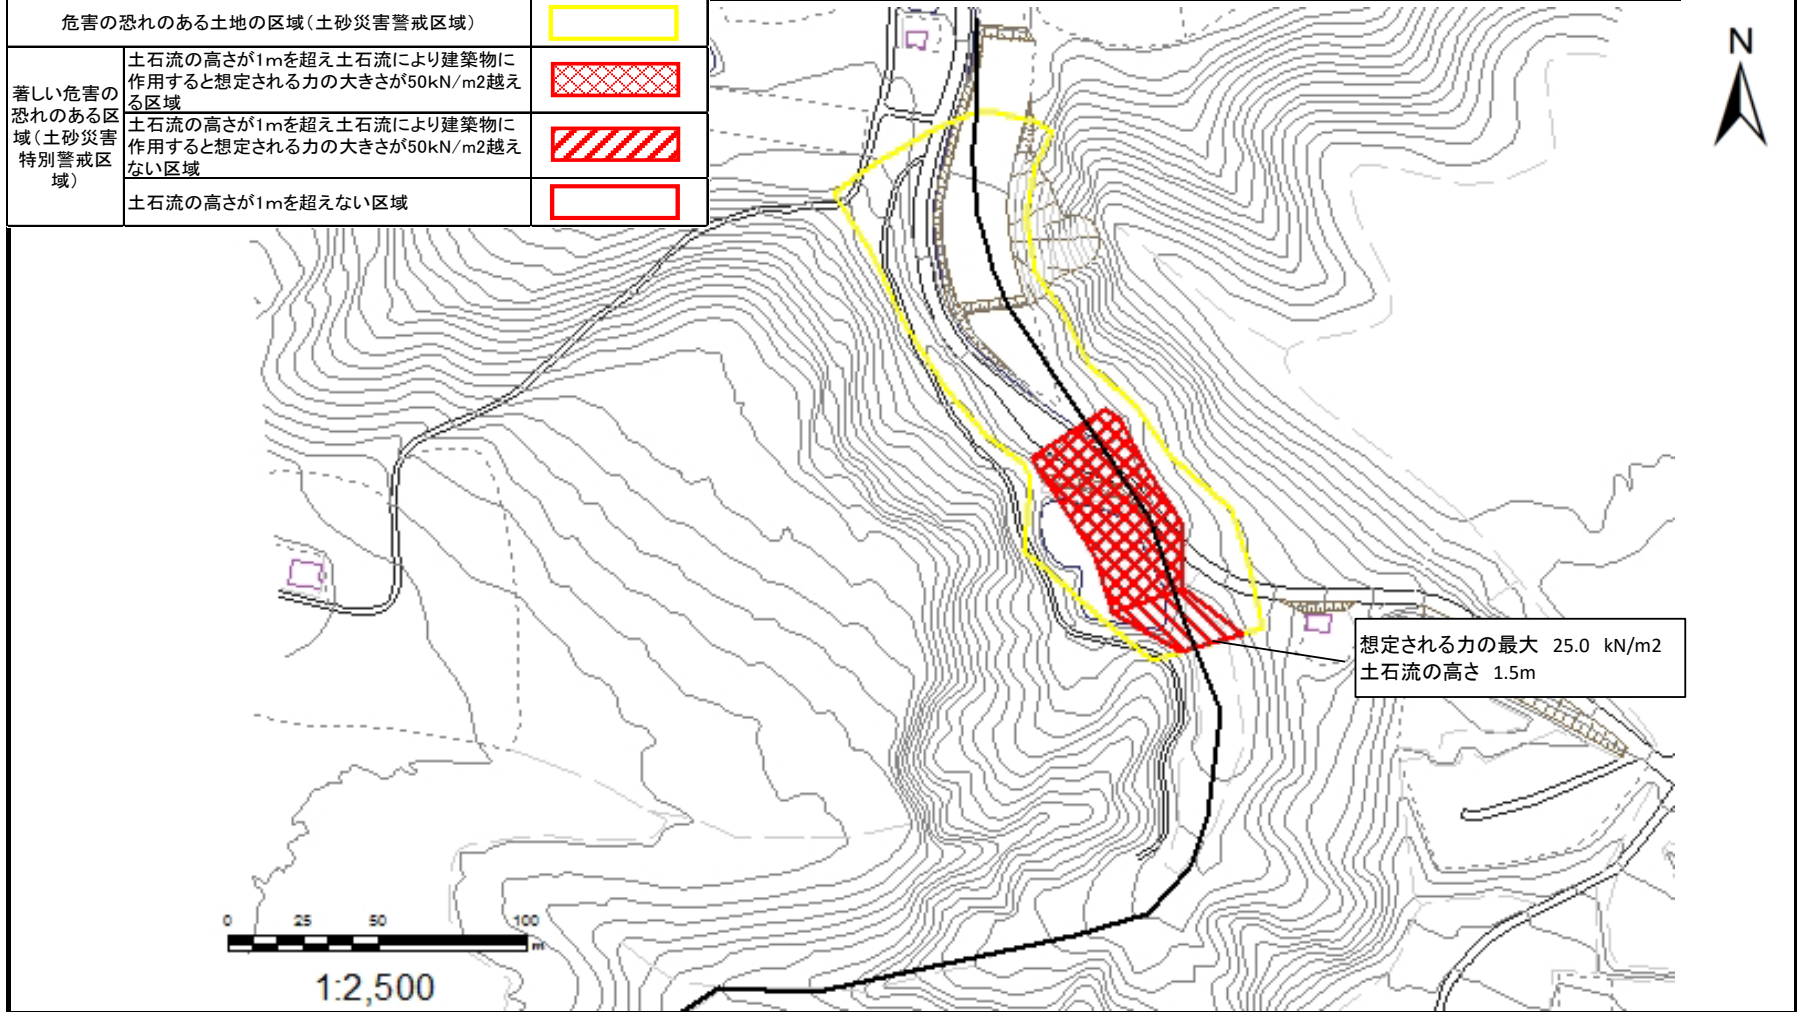 危害の恐れのある土地の区域(土砂災害警戒区域)
著しい危害の
恐れのある区
域(土砂災害
特別警戒区
域)
土石流の高さが1mを超え土石流により建築物に
作用すると想定される力の大きさが50kN/m2越え
る区域
土石流の高さが1mを超え土石流により建築物に
作用すると想定される力の大きさが50kN/m2越え
ない区域
土石流の高さが1mを超えない区域
N
想定される力の最大 25.0 kN/m2
土石流の高さ 1.5m
0 25 50 100
m
1:2,500